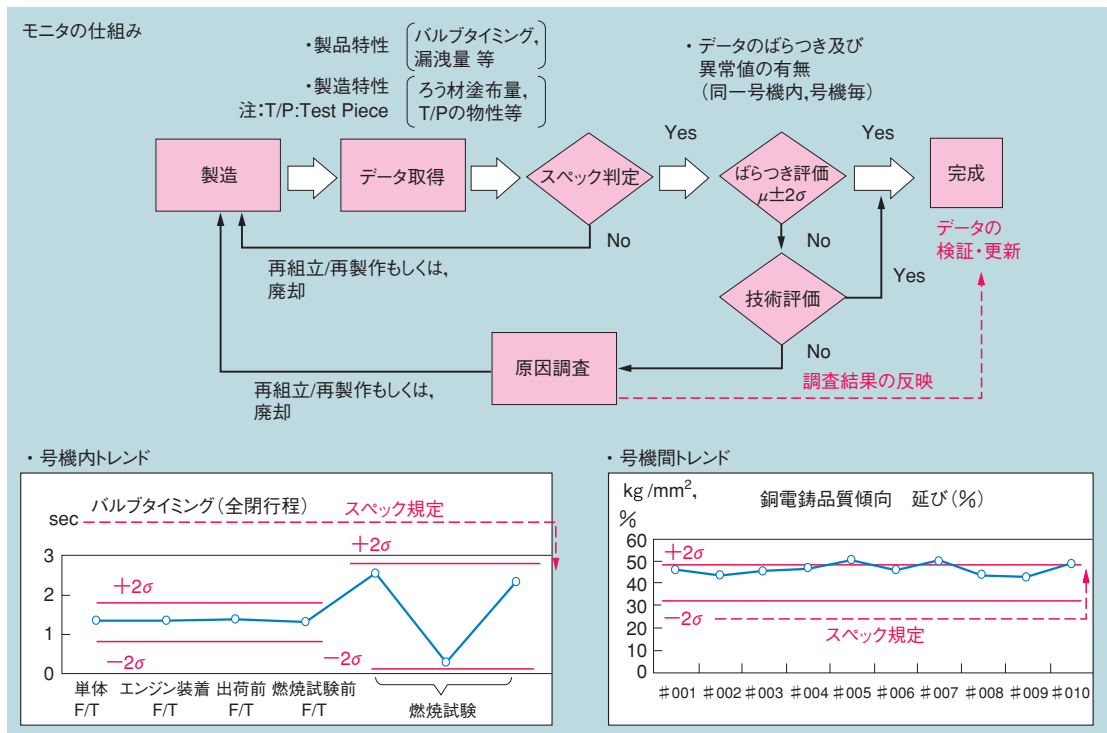 モニタの仕組み
・製品特性
バルブタイミング,
漏洩量 等
・製造特性
注:T/P:Test Piece
ろう材塗布量,
T/Pの物性等
・データのばらつき及び
異常値の有無
(同一号機内,号機毎)
製造
データ取得
スペック判定
Yes
ばらつき評価
μ±2σ
Yes
完成
No
再組立/再製作もしくは,
廃却
No
データの
検証・更新
技術評価
Yes
No
原因調査
再組立/再製作もしくは,
廃却
調査結果の反映
・号機内トレンド
バルブタイミング(全閉行程)
スペック規定
sec
3
2
1
0
+2σ
-2σ
+2σ
-2σ
単体
F/T
エンジン装着
F/T
出荷前
F/T
燃焼試験前
F/T
燃焼試験
・号機間トレンド
kg/mm²,
%
銅電鋳品質傾向 延び(%)
60
50
40
30
20
10
0
+2σ
-2σ
スペック規定
#001 #002 #003 #004 #005 #006 #007 #008 #009 #010